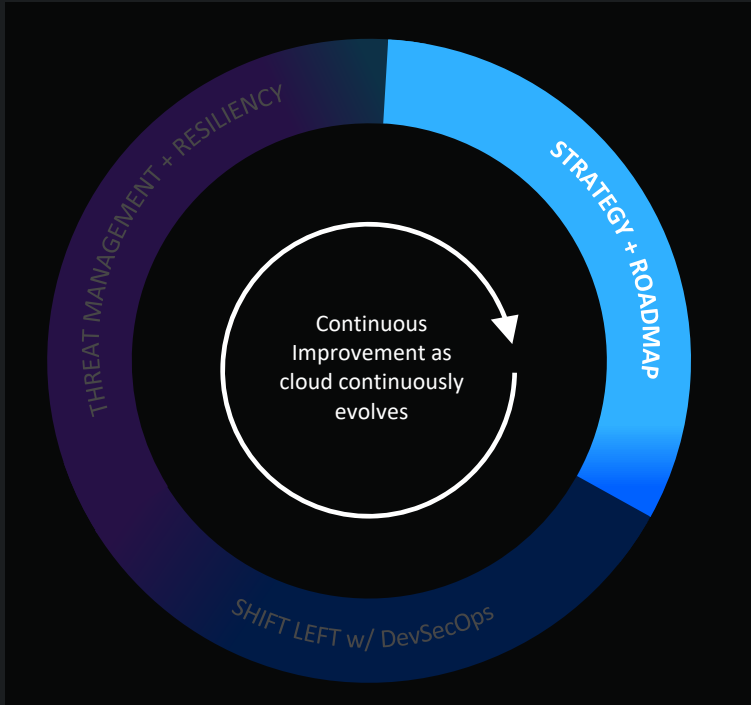 THREAT MANAGEMENT + RESILIENCY
STRATEGY + ROADMAP
Continuous
Improvement as
cloud continuously
evolves
SHIFT LEFT w/ DevSecOps